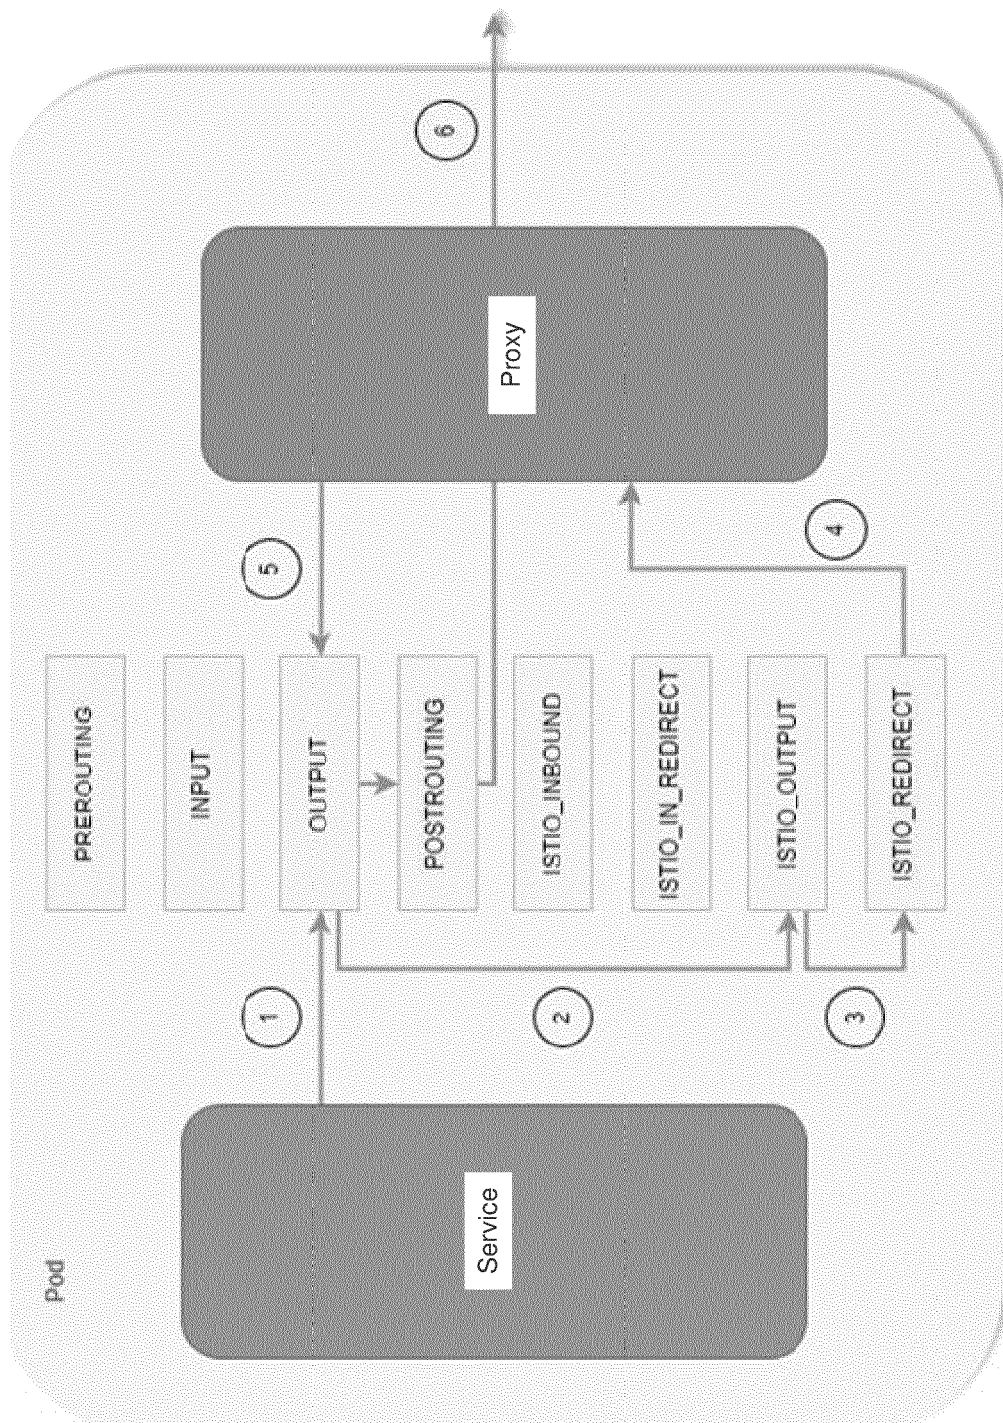 Pod
Service
1
2
3
PREROUTING
INPUT
OUTPUT
POSTROUTING
ISTIO_INBOUND
ISTIO_IN_REDIRECT
ISTIO_OUTPUT
ISTIO_REDIRECT
5
4
Proxy
6